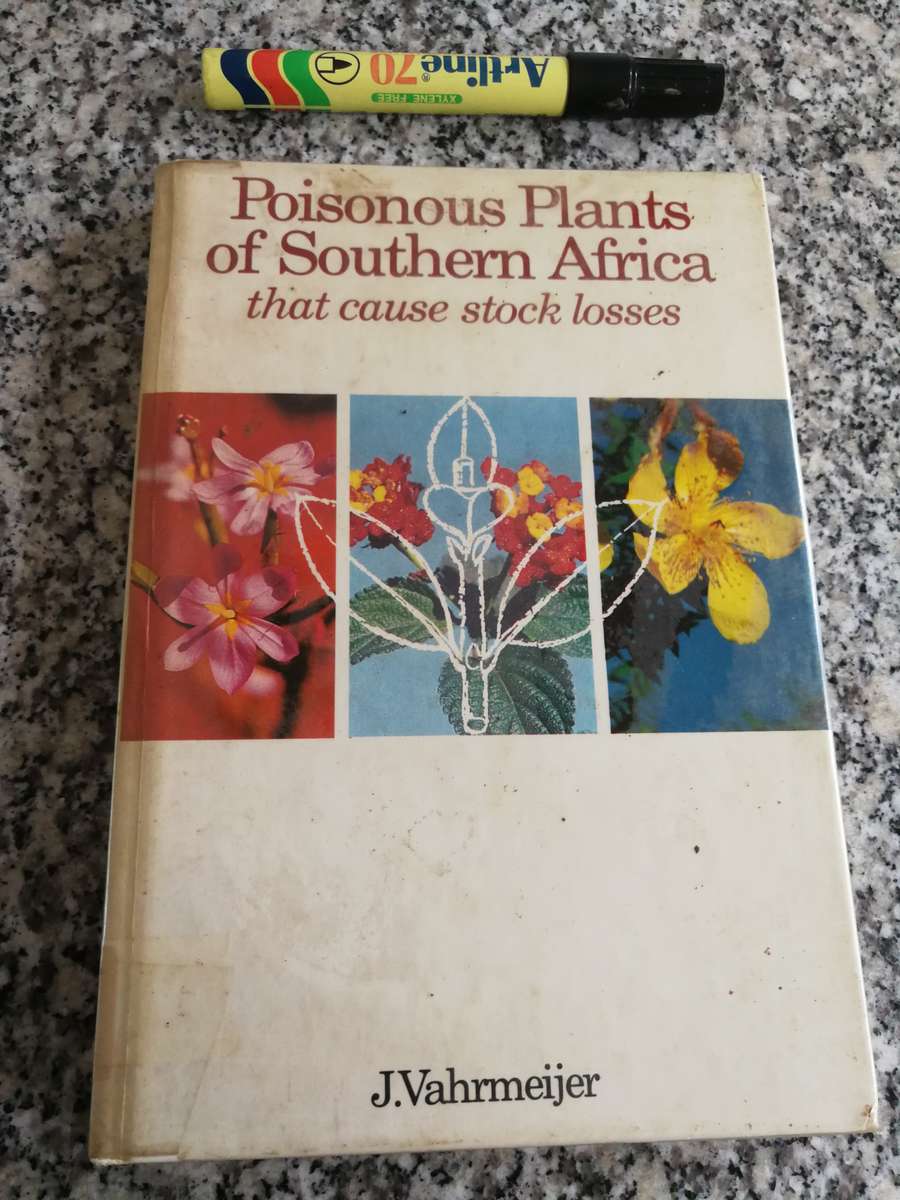 Artline 70®
XYLENE FREE
Poisonous Plants
of Southern Africa
that cause stock losses
J.Vahrmeijer